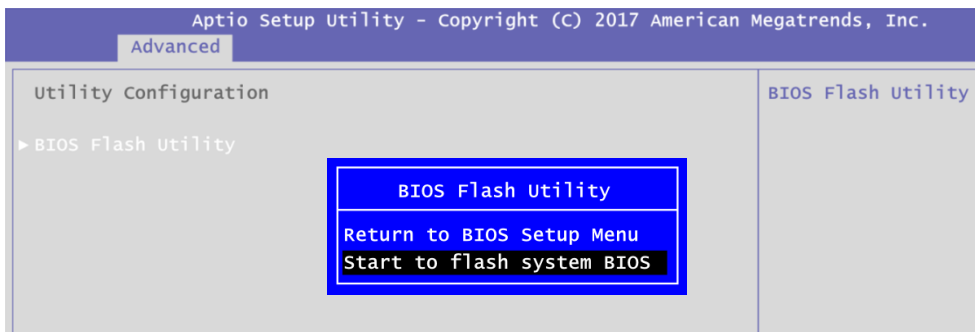 Aptio Setup Utility - Copyright (C) 2017 American Megatrends, Inc.
Advanced
Utility Configuration
BIOS Flash Utility
►BIOS Flash Utility
BIOS Flash Utility
Return to BIOS Setup Menu
Start to flash system BIOS